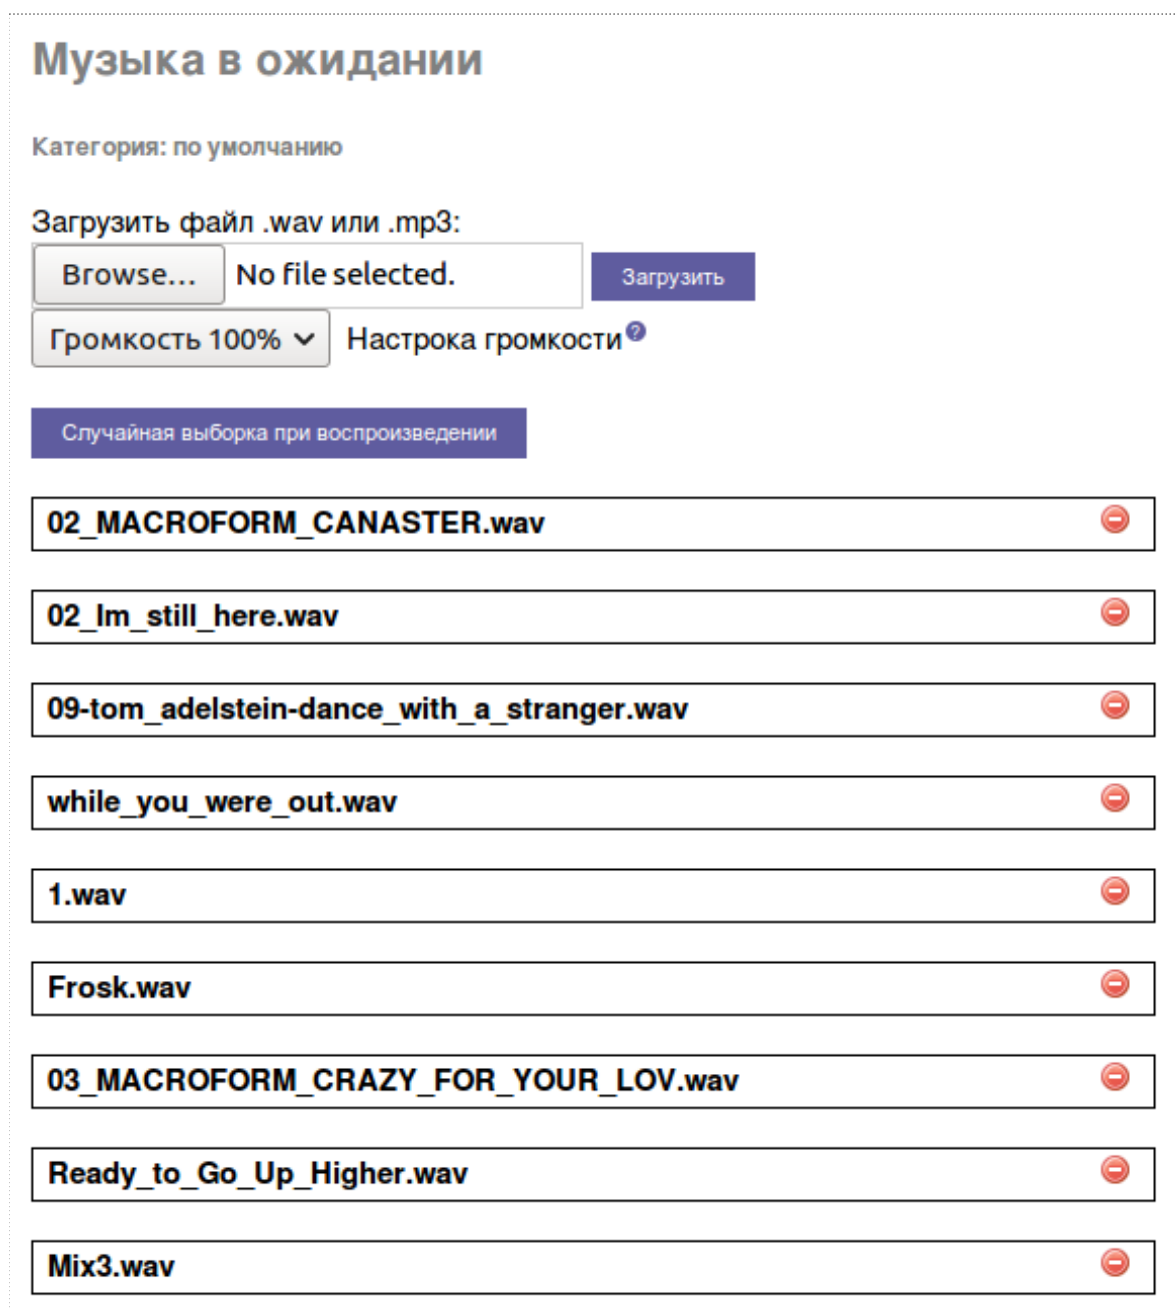 Музыка в ожидании
Категория: по умолчанию
Загрузить файл .wav или .mp3:
Browse... No file selected. Загрузить
Громкость 100% Настрока громкости?
Случайная выборка при воспроизведении
02_MACROFORM_CANASTER.wav
02_Im_still_here.wav
09-tom_adelstein-dance_with_a_stranger.wav
while_you_were_out.wav
1.wav
Frosk.wav
03_MACROFORM_CRAZY_FOR_YOUR_LOV.wav
Ready_to_Go_Up_Higher.wav
Mix3.wav